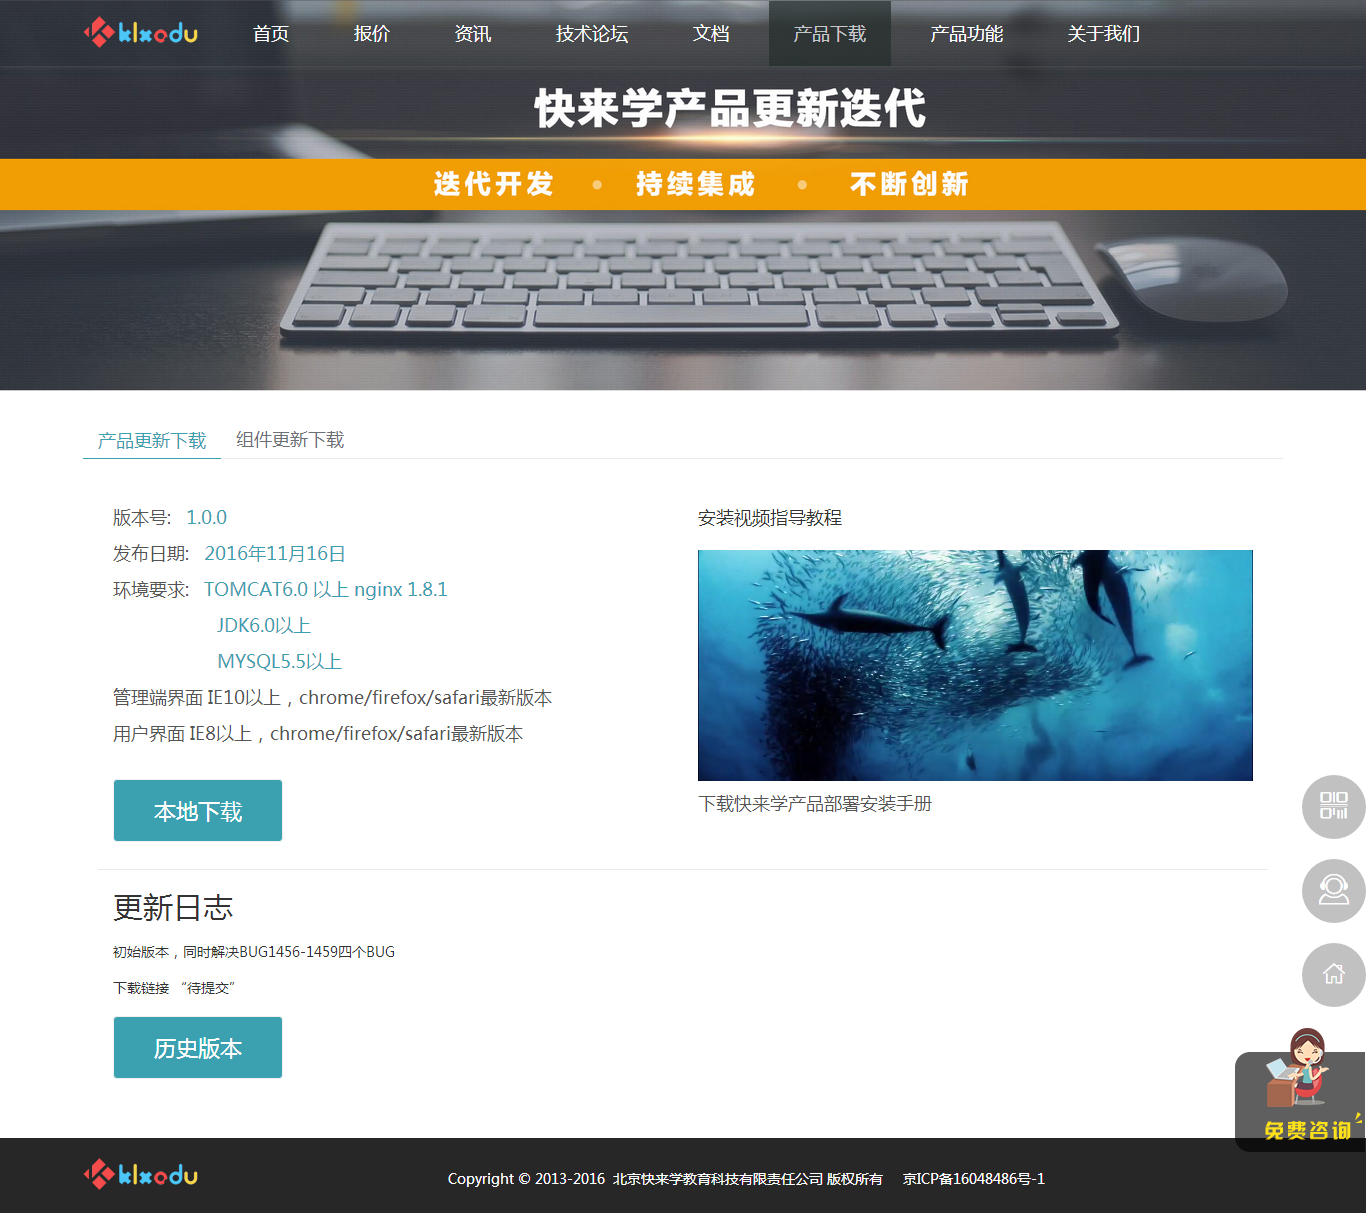 klxedu 首页 报价 资讯 技术论坛 文档 产品下载 产品功能 关于我们
快来学产品更新迭代
迭代开发 • 持续集成 • 不断创新
产品更新下载 组件更新下载
版本号: 1.0.0
发布日期: 2016年11月16日
环境要求: TOMCAT6.0 以上 nginx 1.8.1
JDK6.0以上
MYSQL5.5以上
管理端界面 IE10以上，chrome/firefox/safari最新版本
用户界面 IE8以上，chrome/firefox/safari最新版本
本地下载
安装视频指导教程
下载快来学产品部署安装手册
更新日志
初始版本，同时解决BUG1456-1459四个BUG
下载链接 “待提交”
历史版本
免费咨询
klxedu Copyright © 2013-2016 北京快来学教育科技有限责任公司 版权所有 京ICP备16048486号-1